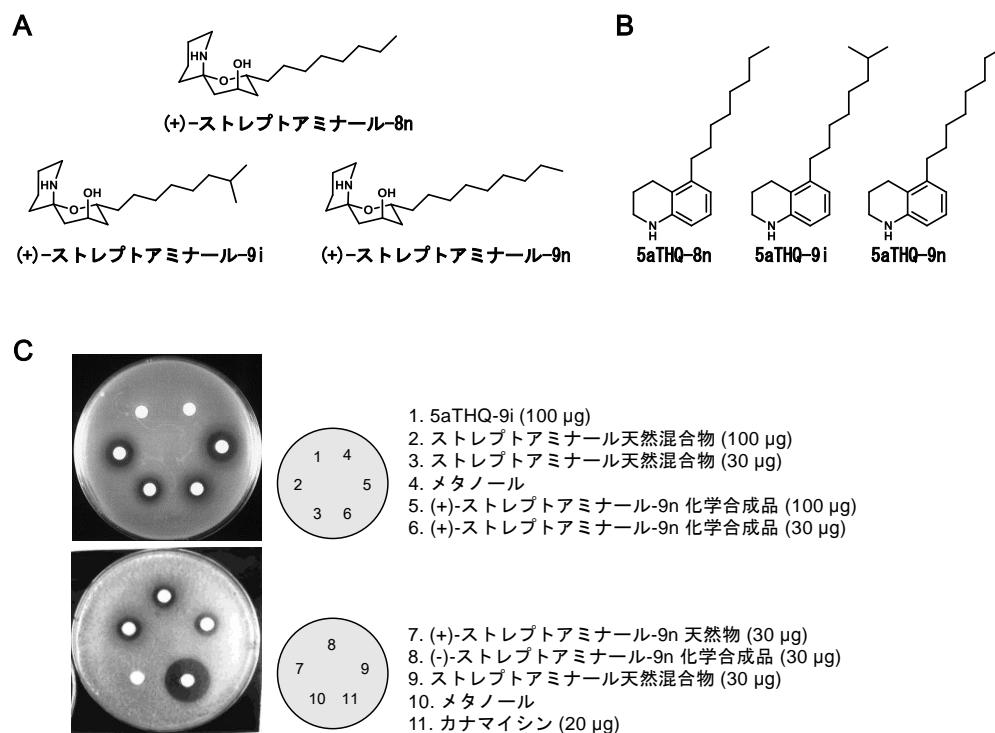 A
B
HN
O
OH
(+)-ストレプトアミナール-8n
HN
O
OH
HN
O
OH
(+)-ストレプトアミナール-9i
(+)-ストレプトアミナール-9n
N
H
N
H
N
H
5aTHQ-8n
5aTHQ-9i
5aTHQ-9n
C
1
4
2
5
3
6
1. 5aTHQ-9i (100 µg)
2. ストレプトアミナール天然混合物 (100 µg)
3. ストレプトアミナール天然混合物 (30 µg)
4. メタノール
5. (+)-ストレプトアミナール-9n 化学合成品 (100 µg)
6. (+)-ストレプトアミナール-9n 化学合成品 (30 µg)
8
7
9
10
11
7. (+)-ストレプトアミナール-9n 天然物 (30 µg)
8. (-)-ストレプトアミナール-9n 化学合成品 (30 µg)
9. ストレプトアミナール天然混合物 (30 µg)
10. メタノール
11. カナマイシン (20 µg)